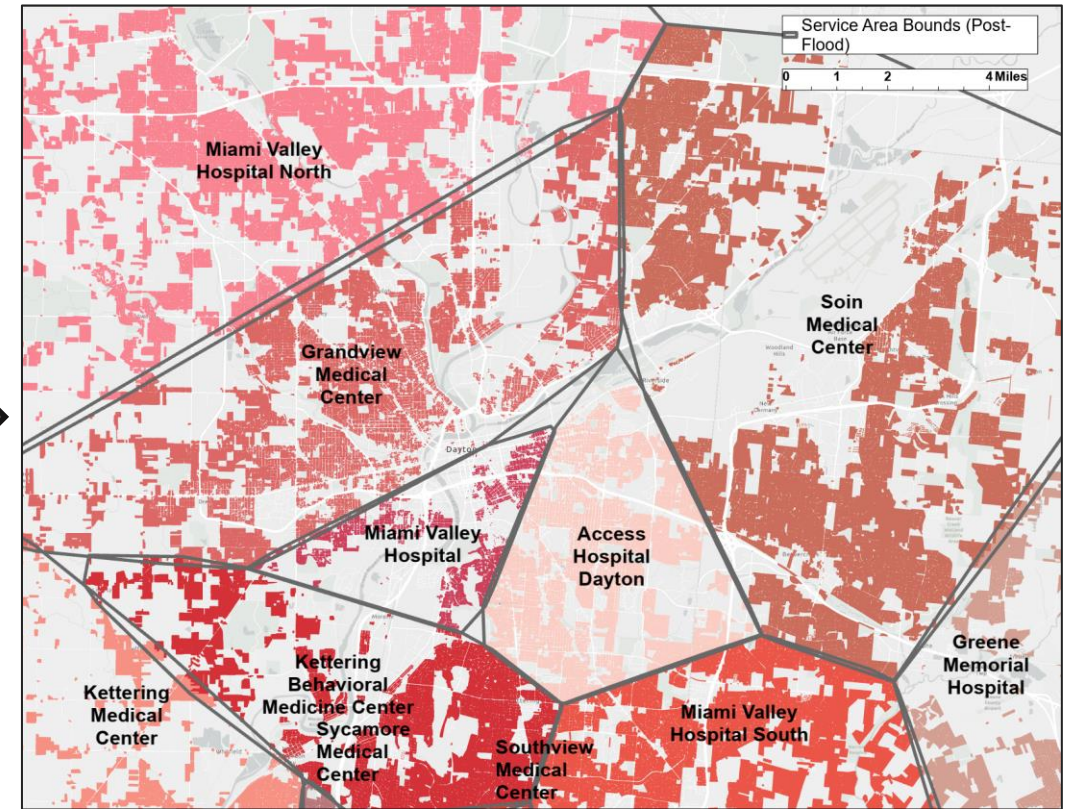 Service Area Bounds (Post-
Flood)
0 1 2 4 Miles
Miami Valley
Hospital North
Soin
Medical
Center
Grandview
Medical
Center
Dayton
Miami Valley
Hospital
Access
Hospital
Dayton
Greene
Memorial
Hospital
Kettering
Medical
Center
Kettering
Behavioral
Medicine Center
Sycamore
Medical
Center
Southview
Medical
Center
Miami Valley
Hospital South